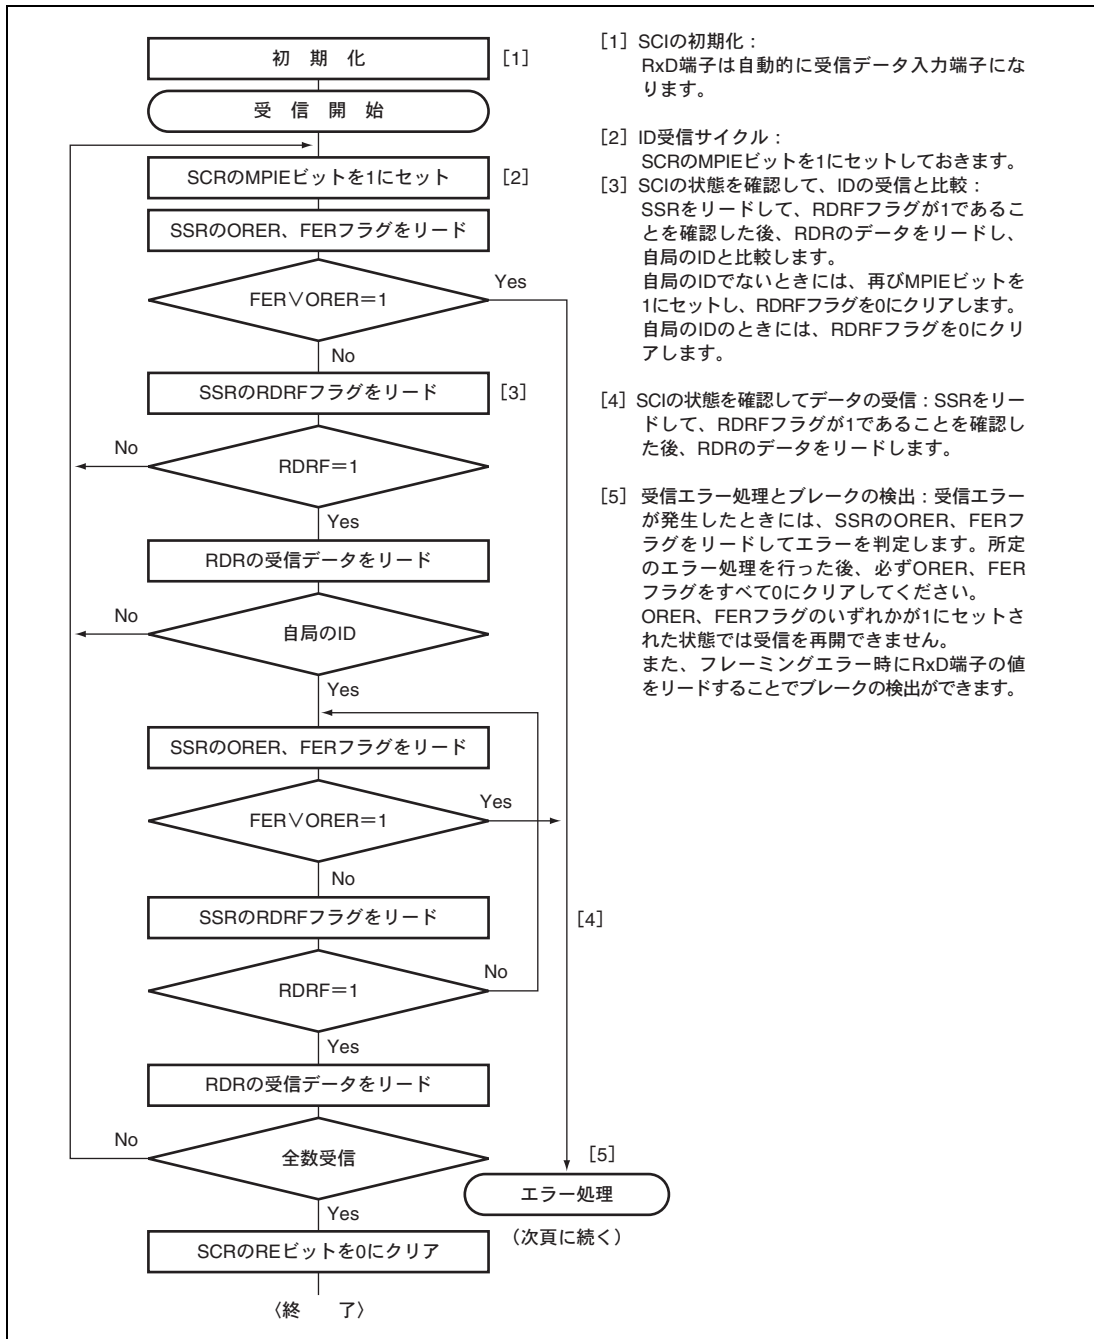 初　期　化　[1]
受　信　開　始
SCRのMPIEビットを1にセット　[2]
SSRのORER、FERフラグをリード
FER∨ORER＝1
Yes
No
SSRのRDRFフラグをリード　[3]
No
RDRF＝1
Yes
RDRの受信データをリード
No
自局のID
Yes
SSRのORER、FERフラグをリード
FER∨ORER＝1
Yes
No
SSRのRDRFフラグをリード
[4]
RDRF＝1
No
Yes
RDRの受信データをリード
No
全数受信
[5]
エラー処理
Yes
（次頁に続く）
SCRのREビットを0にクリア
〈終　　了〉
[1] SCIの初期化：
RxD端子は自動的に受信データ入力端子にな
ります。
[2] ID受信サイクル：
SCRのMPIEビットを1にセットしておきます。
[3] SCIの状態を確認して、IDの受信と比較：
SSRをリードして、RDRFフラグが1であるこ
とを確認した後、RDRのデータをリードし、
自局のIDと比較します。
自局のIDでないときには、再びMPIEビットを
1にセットし、RDRFフラグを0にクリアします。
自局のIDのときには、RDRFフラグを0にクリ
アします。
[4] SCIの状態を確認してデータの受信：SSRをリー
ドして、RDRFフラグが1であることを確認し
た後、RDRのデータをリードします。
[5] 受信エラー処理とブレークの検出：受信エラー
が発生したときには、SSRのORER、FERフ
ラグをリードしてエラーを判定します。所定
のエラー処理を行った後、必ずORER、FER
フラグをすべて0にクリアしてください。
ORER、FERフラグのいずれかが1にセットさ
れた状態では受信を再開できません。
また、フレーミングエラー時にRxD端子の値
をリードすることでブレークの検出ができます。